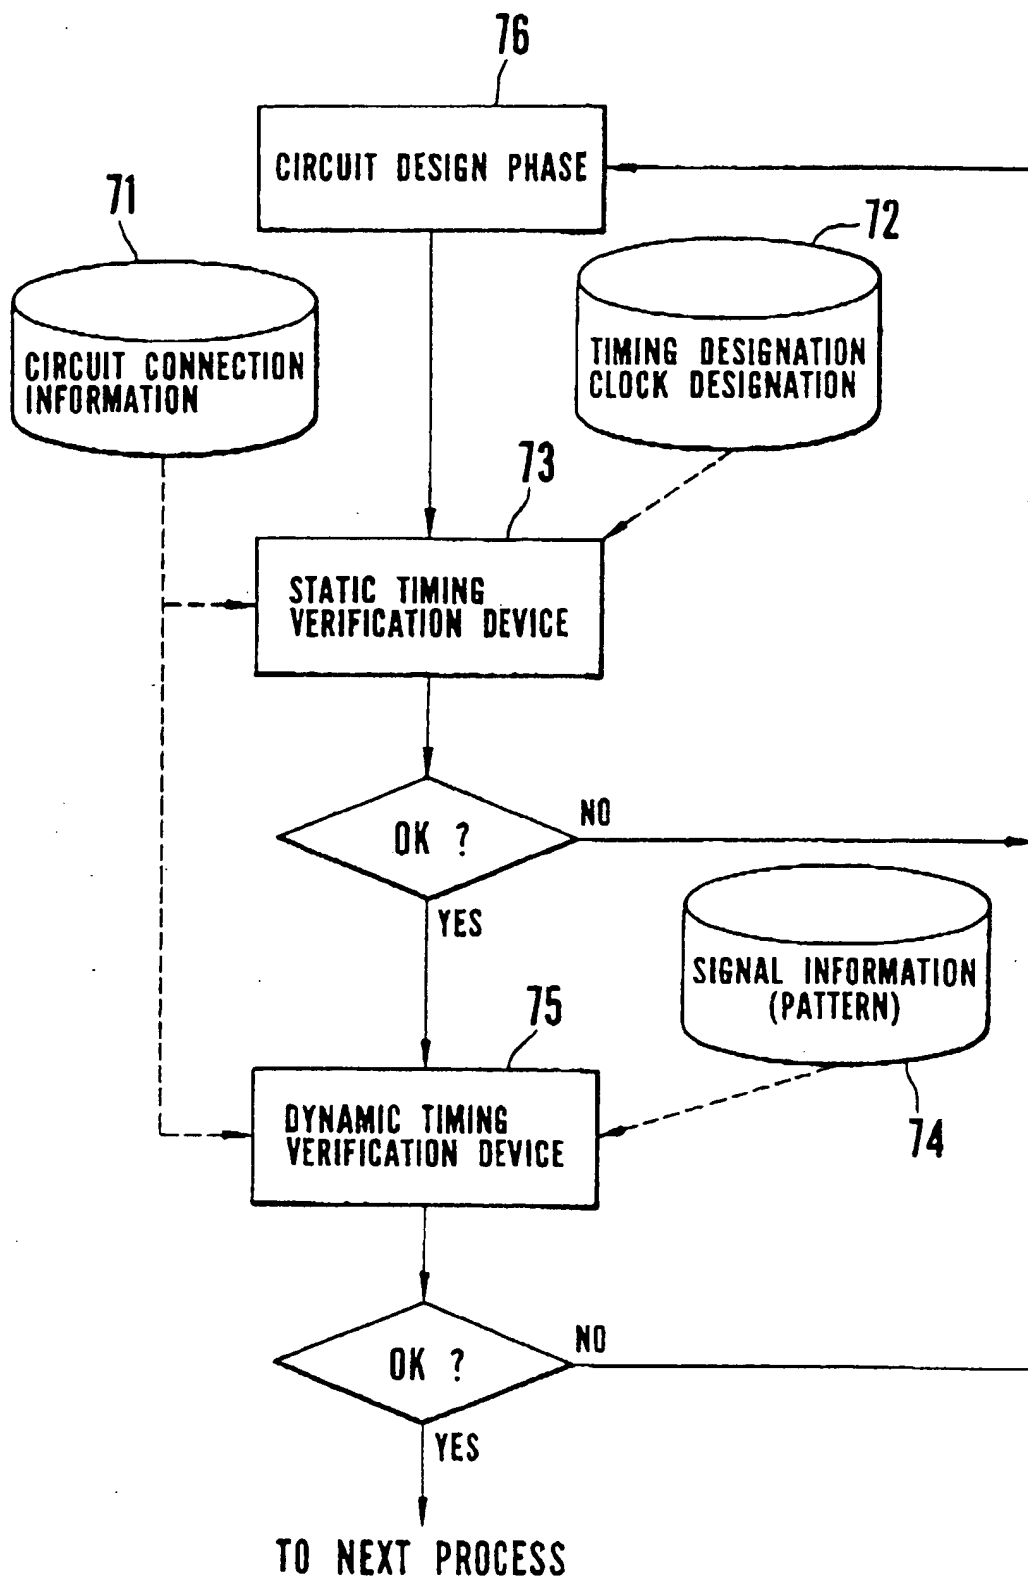 76
CIRCUIT DESIGN PHASE
71
72
CIRCUIT CONNECTION
INFORMATION
TIMING DESIGNATION
CLOCK DESIGNATION
73
STATIC TIMING
VERIFICATION DEVICE
OK ?
NO
YES
SIGNAL INFORMATION
(PATTERN)
75
74
DYNAMIC TIMING
VERIFICATION DEVICE
OK ?
NO
YES
TO NEXT PROCESS